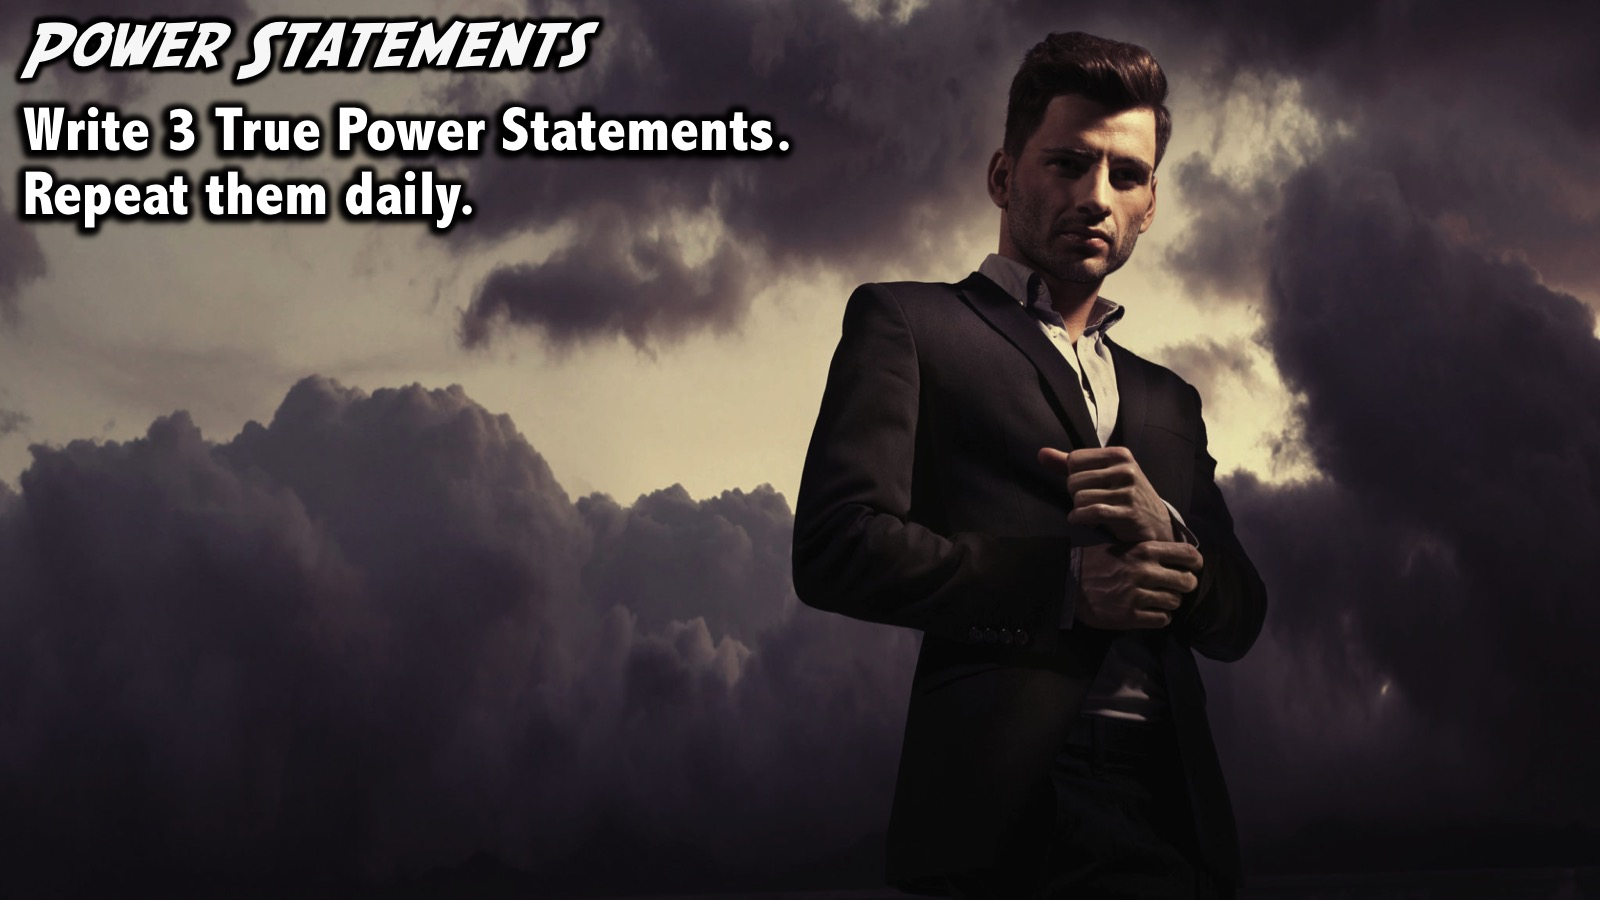 Power Statements
Write 3 True Power Statements.
Repeat them daily.